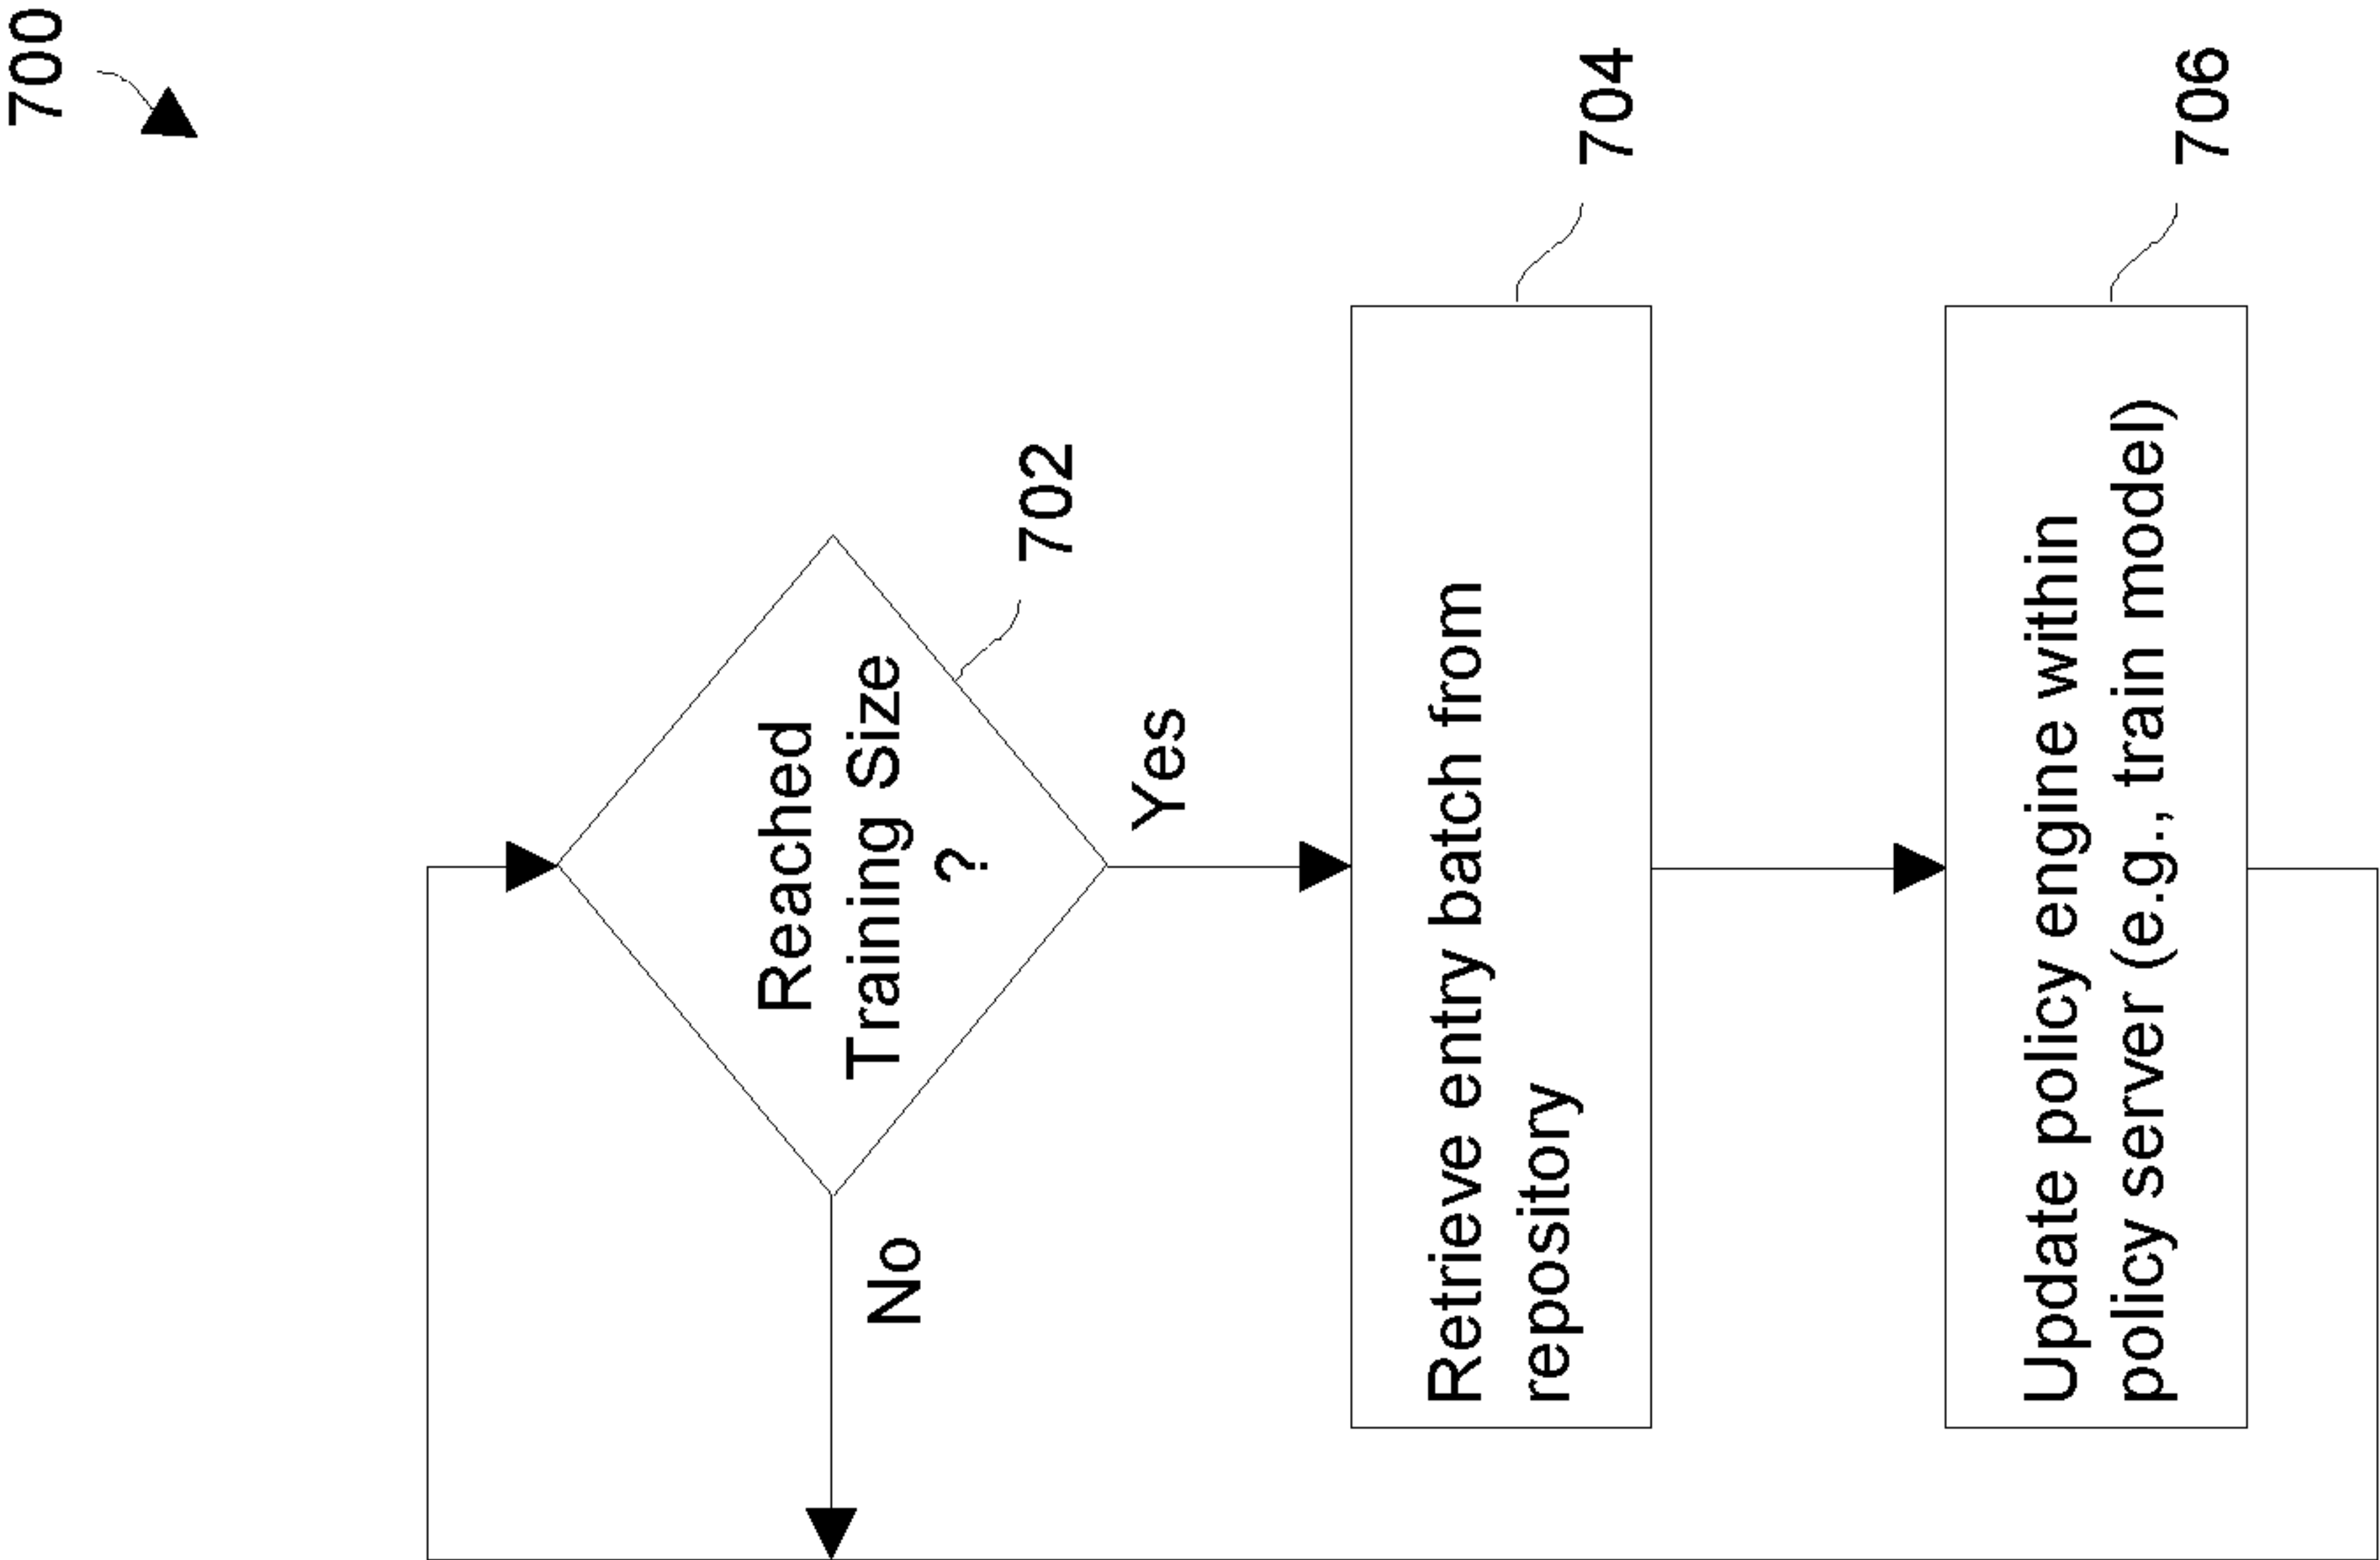 700
Reached
Training Size
?
702
No
Yes
Retrieve entry batch from
repository
704
Update policy engine within
policy server (e.g., train model)
706